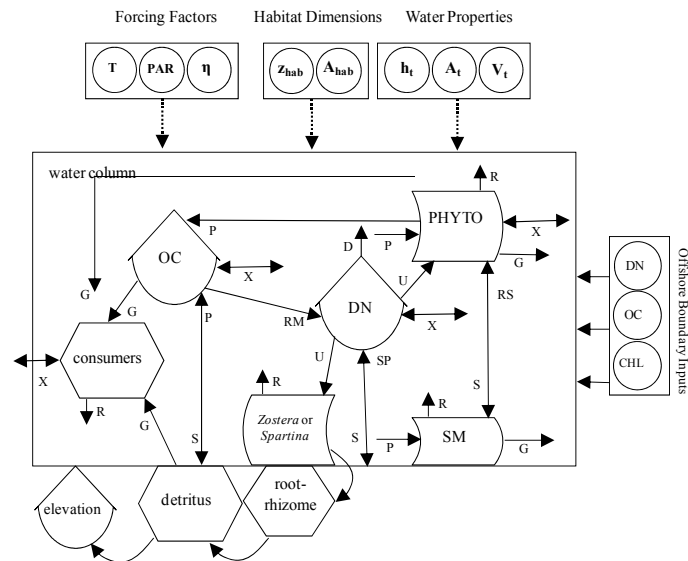 Forcing Factors Habitat Dimensions Water Properties
T PAR η z_hab A_hab h_t A_t V_t
water column
R
PHYTO
P
D
P
X
G
OC
X
U
RS
G
G
P
RM
DN
X
DN
OC
CHL
Offshore Boundary Inputs
consumers
X
U
SP
R
R
R
G
S
Zostera or
Spartina
S
P
S
SM
G
elevation
detritus
root-
rhizome